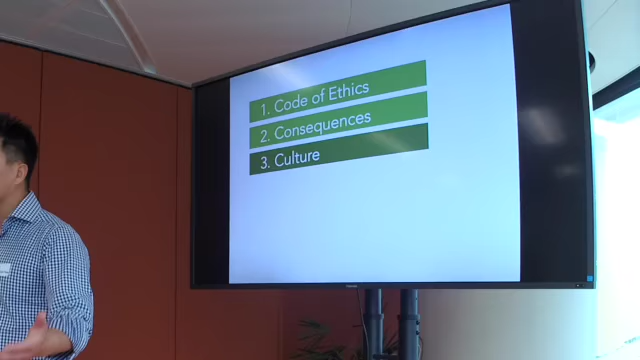 1. Code of Ethics
2. Consequences
3. Culture